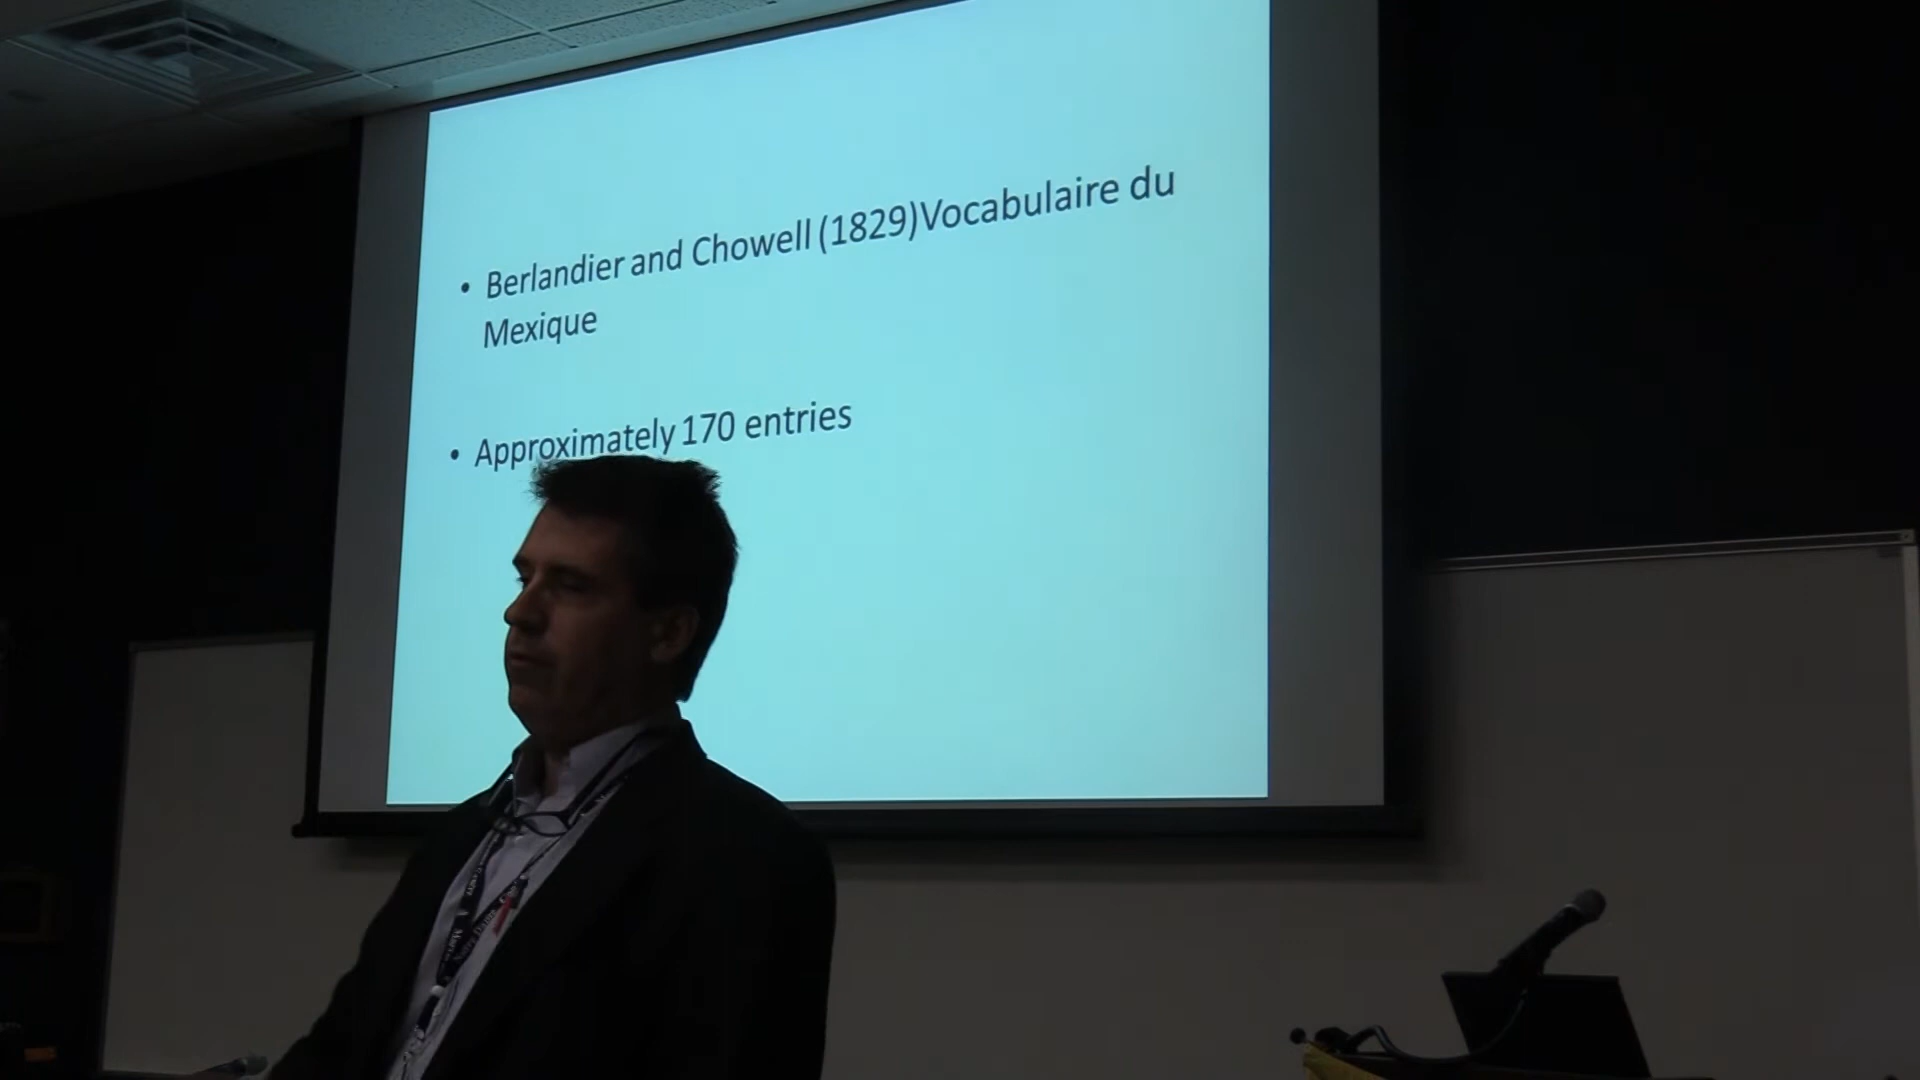 • Berlandier and Chowell (1829)Vocabulaire du
Mexique
• Approximately 170 entries